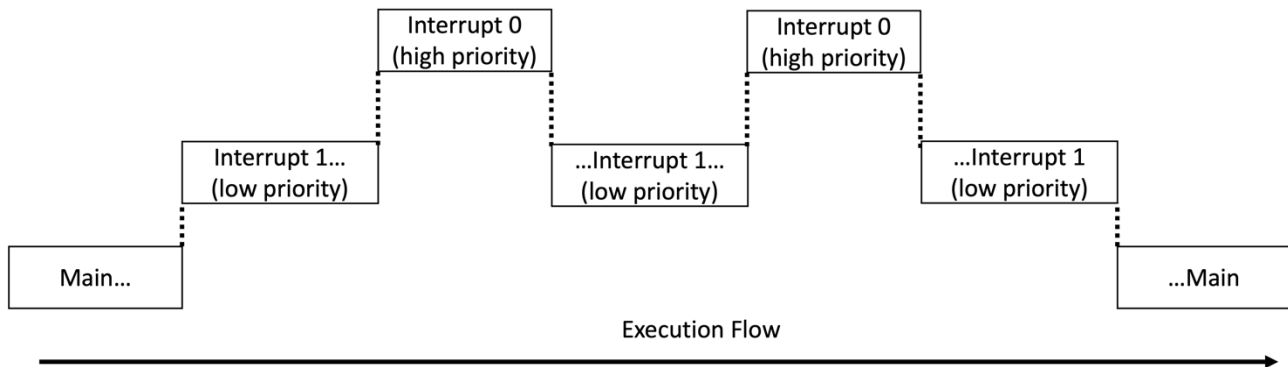 Interrupt 0
(high priority)
Interrupt 0
(high priority)
Interrupt 1...
(low priority)
...Interrupt 1...
(low priority)
...Interrupt 1
(low priority)
Main...
...Main
Execution Flow